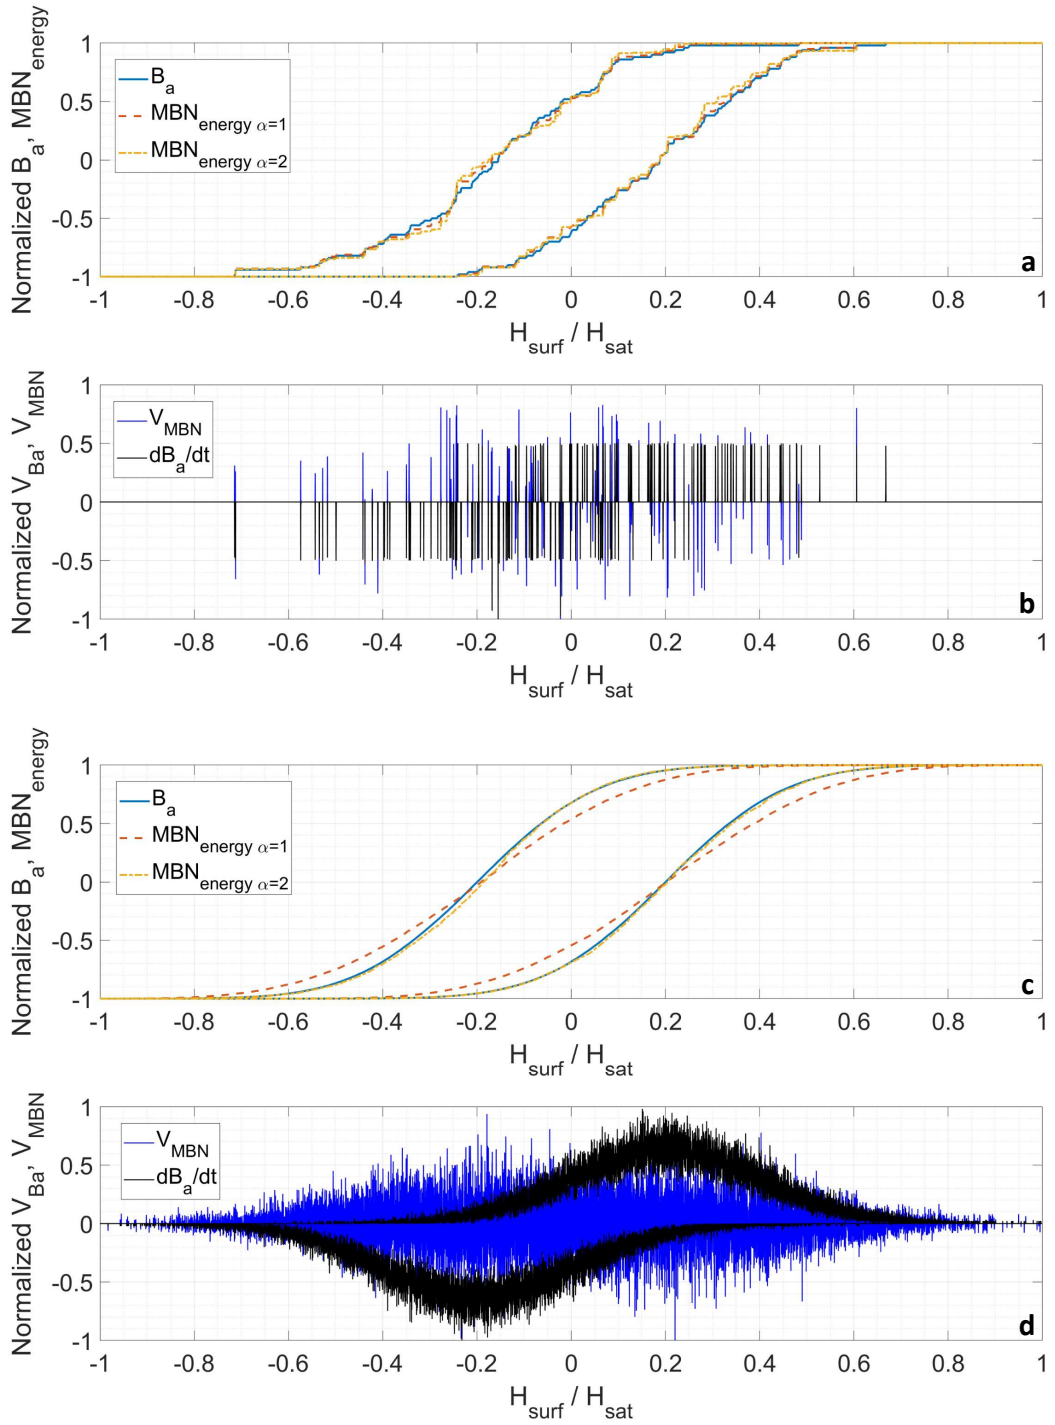 Normalized B_a, MBN_energy
1
0.5
0
-0.5
-1
B_a
MBN_energy α=1
MBN_energy α=2
a
-1 -0.8 -0.6 -0.4 -0.2 0 0.2 0.4 0.6 0.8 1
H_surf / H_sat
Normalized V_Ba, V_MBN
1
0.5
0
-0.5
-1
V_MBN
dB_a/dt
b
-1 -0.8 -0.6 -0.4 -0.2 0 0.2 0.4 0.6 0.8 1
H_surf / H_sat
Normalized B_a, MBN_energy
1
0.5
0
-0.5
-1
B_a
MBN_energy α=1
MBN_energy α=2
c
-1 -0.8 -0.6 -0.4 -0.2 0 0.2 0.4 0.6 0.8 1
H_surf / H_sat
Normalized V_Ba, V_MBN
1
0.5
0
-0.5
-1
V_MBN
dB_a/dt
d
-1 -0.8 -0.6 -0.4 -0.2 0 0.2 0.4 0.6 0.8 1
H_surf / H_sat